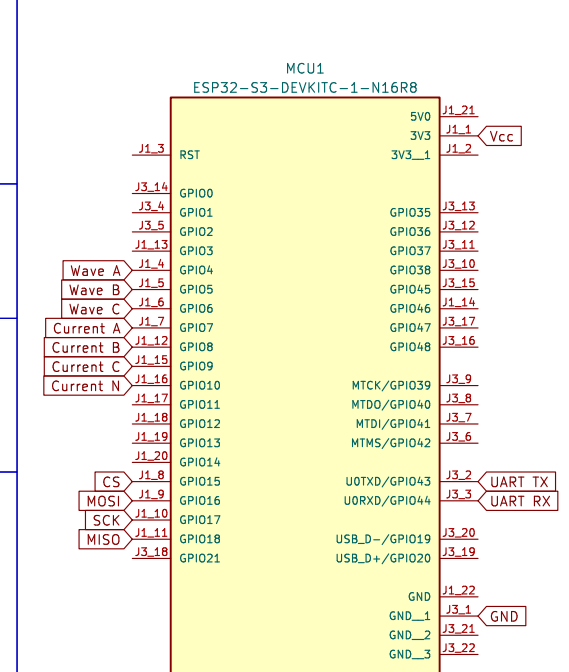 MCU1
ESP32-S3-DEVKITC-1-N16R8
5V0 J1_21
3V3 J1_1 Vcc
J1_3 RST 3V3__1 J1_2
J3_14 GPIO0
J3_4 GPIO1 GPIO35 J3_13
J3_5 GPIO2 GPIO36 J3_12
J1_13 GPIO3 GPIO37 J3_11
Wave A J1_4 GPIO4 GPIO38 J3_10
Wave B J1_5 GPIO5 GPIO45 J3_15
Wave C J1_6 GPIO6 GPIO46 J1_14
Current A J1_7 GPIO7 GPIO47 J3_17
Current B J1_12 GPIO8 GPIO48 J3_16
Current C J1_15 GPIO9
Current N J1_16 GPIO10 MTCK/GPIO39 J3_9
J1_17 GPIO11 MTDO/GPIO40 J3_8
J1_18 GPIO12 MTDI/GPIO41 J3_7
J1_19 GPIO13 MTMS/GPIO42 J3_6
J1_20 GPIO14
CS J1_8 GPIO15 U0TXD/GPIO43 J3_2 UART TX
MOSI J1_9 GPIO16 U0RXD/GPIO44 J3_3 UART RX
SCK J1_10 GPIO17
MISO J1_11 GPIO18 USB_D-/GPIO19 J3_20
J3_18 GPIO21 USB_D+/GPIO20 J3_19
GND J1_22
GND__1 J3_1 GND
GND__2 J3_21
GND__3 J3_22